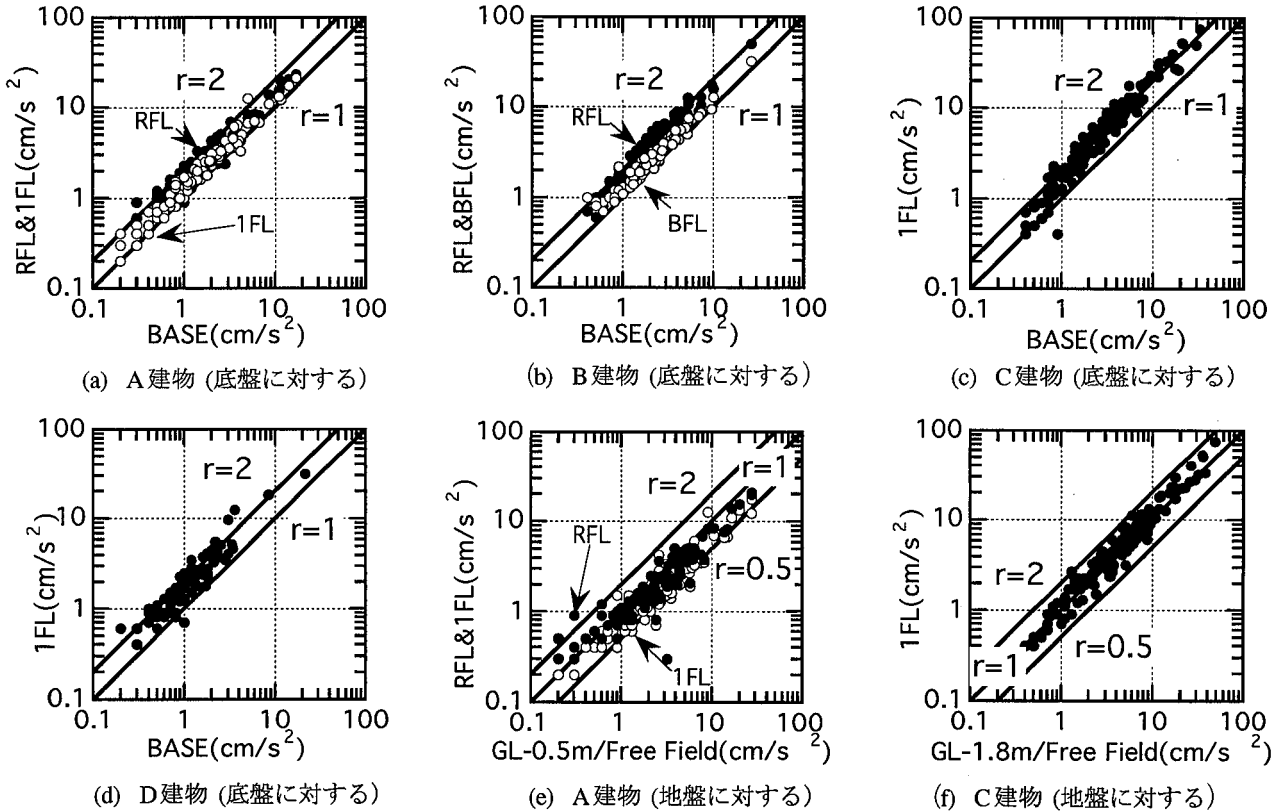 100
10
1
0.1
RFL&1FL(cm/s²)
r=2
r=1
RFL
1FL
0.1 1 10 100
BASE(cm/s²)
(a) A建物 (底盤に対する)
100
10
1
0.1
RFL&BFL(cm/s²)
r=2
r=1
RFL
BFL
0.1 1 10 100
BASE(cm/s²)
(b) B建物 (底盤に対する)
100
10
1
0.1
1FL(cm/s²)
r=2
r=1
0.1 1 10 100
BASE(cm/s²)
(c) C建物 (底盤に対する)
100
10
1
0.1
1FL(cm/s²)
r=2
r=1
0.1 1 10 100
BASE(cm/s²)
(d) D建物 (底盤に対する)
100
10
1
0.1
RFL&1FL(cm/s²)
r=1
r=2
RFL
r=0.5
1FL
0.1 1 10 100
GL-0.5m/Free Field(cm/s²)
(e) A建物 (地盤に対する)
100
10
1
0.1
1FL(cm/s²)
r=2
r=0.5
r=1
0.1 1 10 100
GL-1.8m/Free Field(cm/s²)
(f) C建物 (地盤に対する)